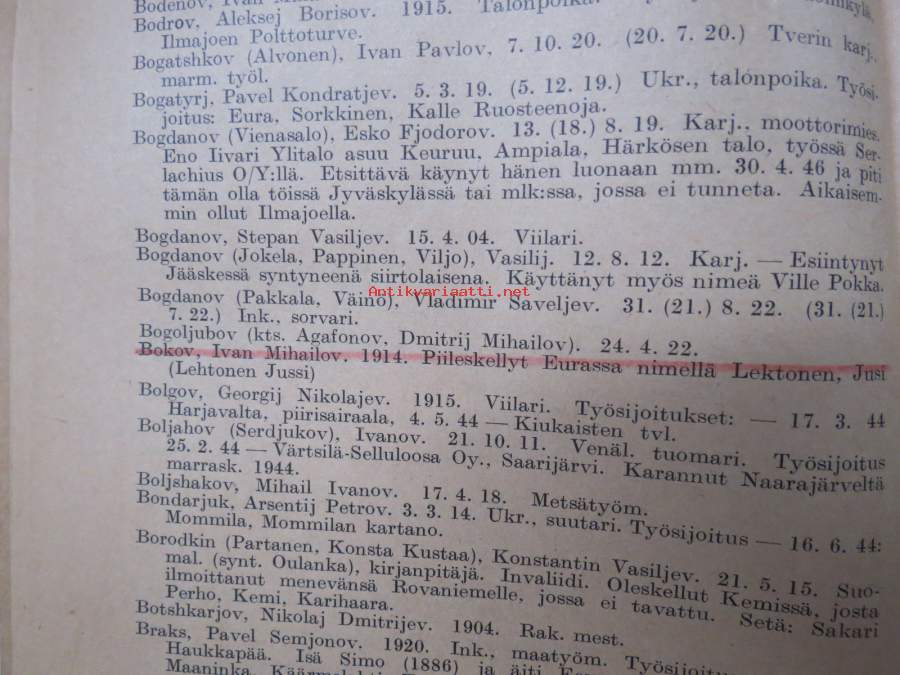 Bodenov, Ivan
Bodrov, Aleksej Borisov. 1915. Talonpoika.
Ilmajoen Polttoturve.
Bogatshkov (Alvonen), Ivan Pavlov, 7. 10. 20. (20. 7. 20.) Tverin karj.,
marm. työl.
Bogatyrj, Pavel Kondratjev. 5. 3. 19. (5. 12. 19.) Ukr., talonpoika. Työsi-
joitus: Eura, Sorkkinen, Kalle Ruosteenoja.
Bogdanov (Vienasalo), Esko Fjodorov. 13. (18.) 8. 19. Karj., moottorimies.
Eno Iivari Ylitalo asuu Keuruu, Ampiala, Härkösen talo, työssä Ser-
lachius O/Y:llä. Etsittävä käynyt hänen luonaan mm. 30. 4. 46 ja piti
tämän olla töissä Jyväskylässä tai mlk:ssa, jossa ei tunneta. Aikaisem-
min ollut Ilmajoella.
Bogdanov, Stepan Vasiljev. 15. 4. 04. Viilari.
Bogdanov (Jokela, Pappinen, Viljo), Vasilij. 12. 8. 12. Karj. — Esiintynyt
Jääskessä syntyneenä siirtolaisena. Käyttänyt myös nimeä Ville Pokka.
Antikvariaatti.net
Bogdanov (Pakkala, Väinö), Vladimir Saveljev. 31. (21.) 8. 22. (31. (21.)
7. 22.) Ink., sorvari.
Bogoljubov (kts. Agafonov, Dmitrij Mihailov). 24. 4. 22.
Bokov, Ivan Mihailov. 1914. Piileskellyt Eurassa nimellä Lektonen, Jusi
(Lehtonen Jussi)
Bolgov, Georgij Nikolajev. 1915. Viilari. Työsijoitukset: — 17. 3. 44
Harjavalta, piirisairaala, 4. 5. 44 — Kiukaisten tvl.
Boljahov (Serdjukov), Ivanov. 21. 10. 11. Venäl. tuomari. Työsijoitus
25. 2. 44 — Värtsilä-Selluloosa Oy., Saarijärvi. Karannut Naarajärveltä
marrask. 1944.
Boljshakov, Mihail Ivanov. 17. 4. 18. Metsätyöm.
Bondarjuk, Arsentij Petrov. 3. 3. 14. Ukr., suutari. Työsijoitus — 16. 6. 44:
Mommila, Mommilan kartano.
Borodkin (Partanen, Konsta Kustaa), Konstantin Vasiljev. 21. 5. 15. Suo-
mal. (synt. Oulanka), kirjanpitäjä. Invaliidi. Oleskellut Kemissä, josta
ilmoittanut menevänsä Rovaniemelle, jossa ei tavattu. Setä: Sakari
Perho, Kemi, Karihaara.
Botshkarjov, Nikolaj Dmitrijev. 1904. Rak. mest.
Braks, Pavel Semjonov. 1920. Ink., maatyöm.
Haukkapää. Isä Simo (1886) ja äiti
Maaninka,